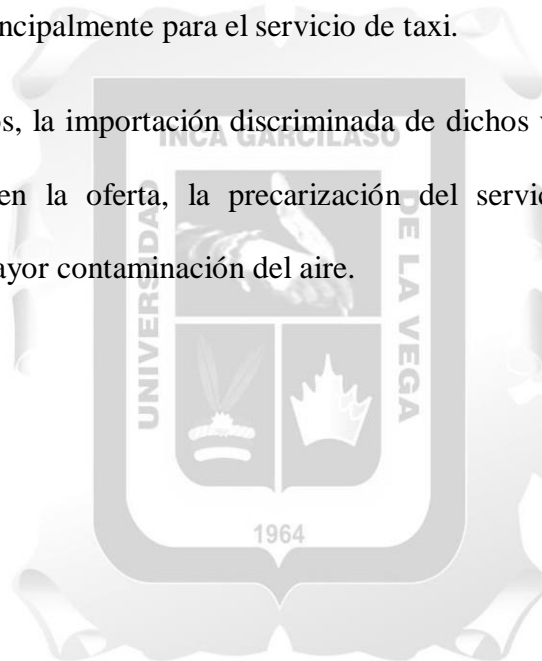 ncipalmente para el servicio de taxi.
os, la importación discriminada de dichos v
INCA GARCILASO
en la oferta, la precarización del servic
ayor contaminación del aire.
UNIVERSIDAD
DE LA VEGA
1964